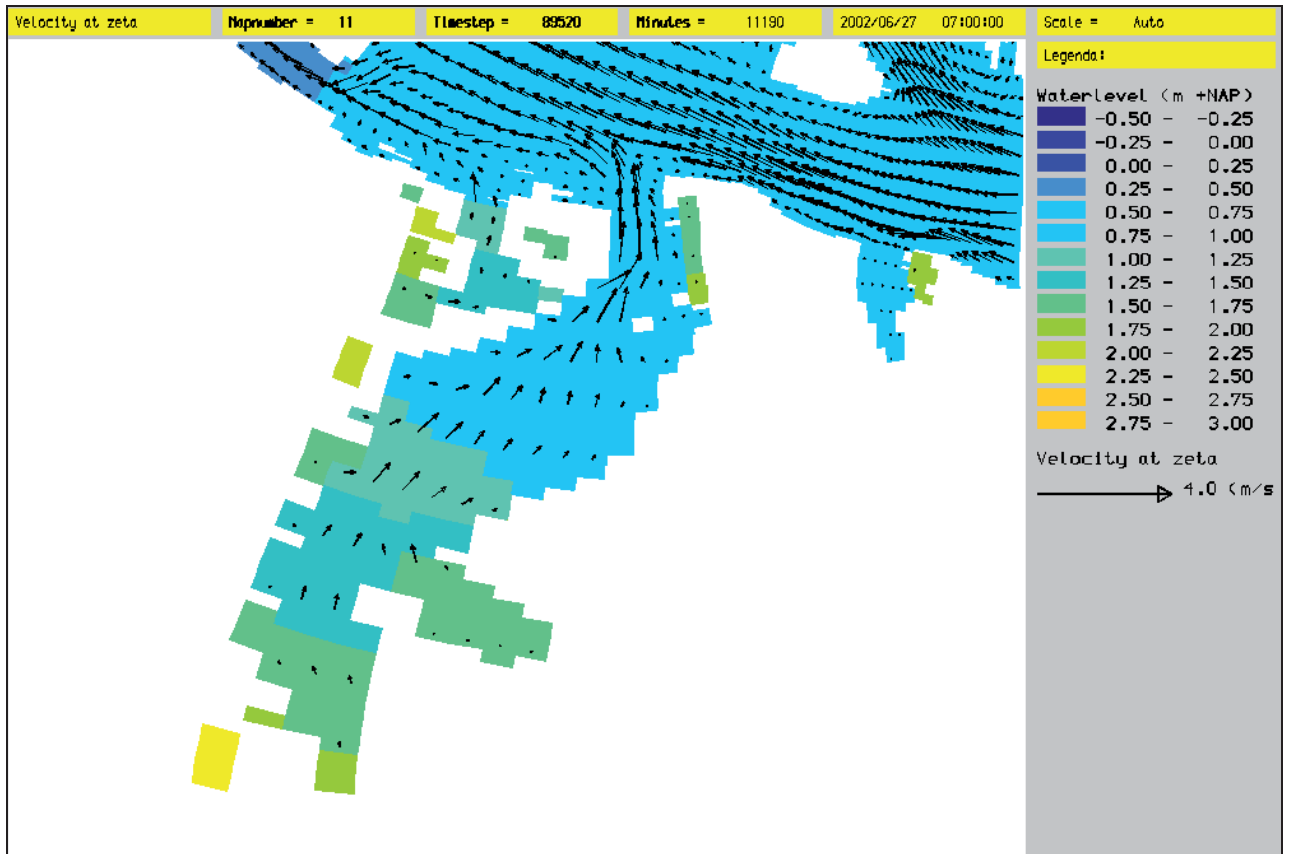 Velocity at zeta Mapnumber = 11 Timestep = 89520 Minutes = 11190 2002/06/27 07:00:00 Scale = Auto
Legenda:
Waterlevel (m +NAP)
-0.50 - -0.25
-0.25 - 0.00
0.00 - 0.25
0.25 - 0.50
0.50 - 0.75
0.75 - 1.00
1.00 - 1.25
1.25 - 1.50
1.50 - 1.75
1.75 - 2.00
2.00 - 2.25
2.25 - 2.50
2.50 - 2.75
2.75 - 3.00
Velocity at zeta
4.0 (m/s